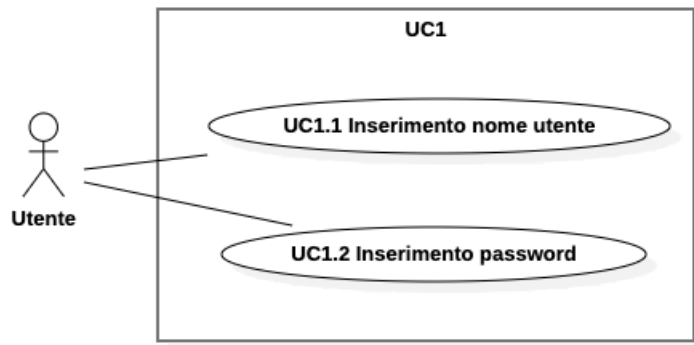 UC1
UC1.1 Inserimento nome utente
Utente
UC1.2 Inserimento password